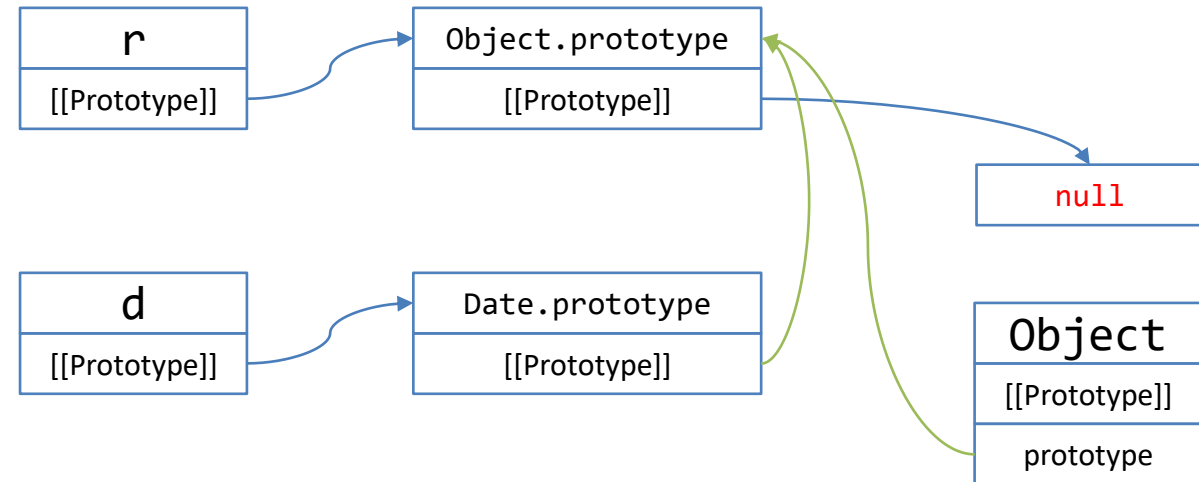 r
[[Prototype]]
Object.prototype
[[Prototype]]
null
d
[[Prototype]]
Date.prototype
[[Prototype]]
Object
[[Prototype]]
prototype